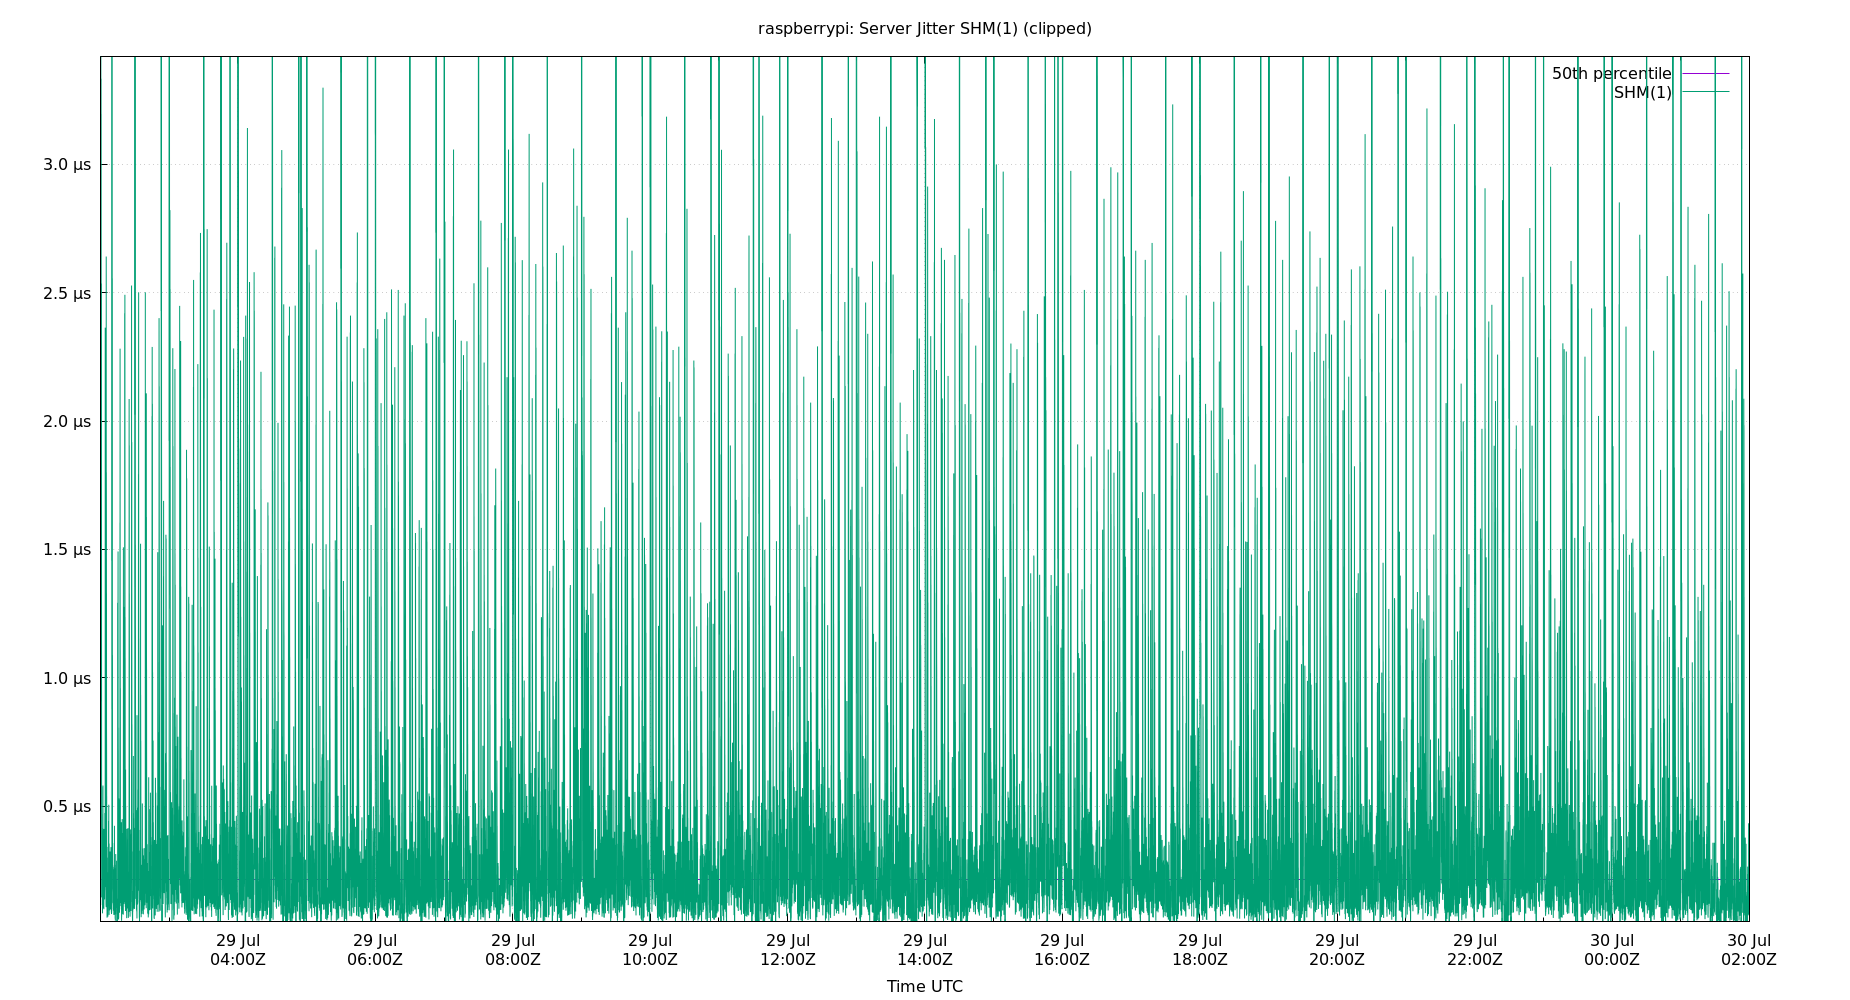 raspberrypi: Server Jitter SHM(1) (clipped)
50th percentile
SHM(1)
3.0 µs
2.5 µs
2.0 µs
1.5 µs
1.0 µs
0.5 µs
29 Jul 29 Jul 29 Jul 29 Jul 29 Jul 29 Jul 29 Jul 29 Jul 29 Jul 29 Jul 30 Jul 30 Jul
04:00Z 06:00Z 08:00Z 10:00Z 12:00Z 14:00Z 16:00Z 18:00Z 20:00Z 22:00Z 00:00Z 02:00Z
Time UTC